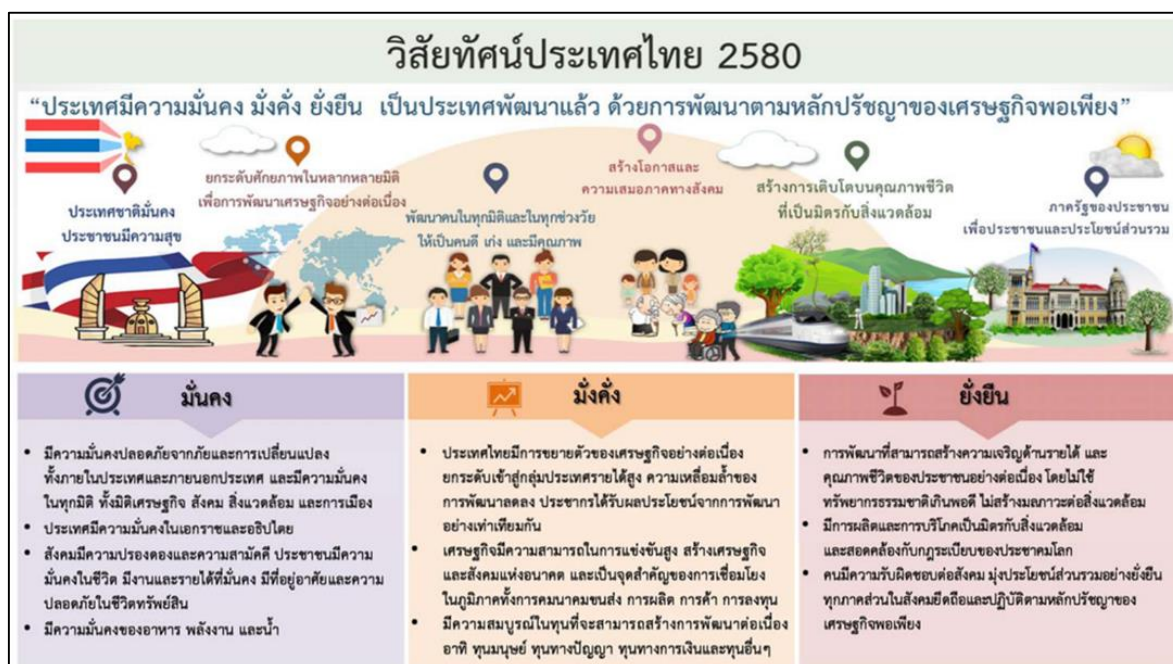 วิสัยทัศน์ประเทศไทย 2580
“ประเทศมีความมั่นคง มั่งคั่ง ยั่งยืน เป็นประเทศพัฒนาแล้ว ด้วยการพัฒนาตามหลักปรัชญาของเศรษฐกิจพอเพียง”
ประเทศชาติมั่นคง
ประชาชนมีความสุข
ยกระดับศักยภาพในหลากหลายมิติ
เพื่อการพัฒนาเศรษฐกิจอย่างต่อเนื่อง
พัฒนาคนในทุกมิติและในทุกช่วงวัย
ให้เป็นคนดี เก่ง และมีคุณภาพ
สร้างโอกาสและ
ความเสมอภาคทางสังคม
สร้างการเติบโตบนคุณภาพชีวิต
ที่เป็นมิตรกับสิ่งแวดล้อม
ภาครัฐของประชาชน
เพื่อประชาชนและประโยชน์ส่วนรวม
มั่นคง
• มีความมั่นคงปลอดภัยจากภัยและการเปลี่ยนแปลง
ทั้งภายในประเทศและภายนอกประเทศ และมีความมั่นคง
ในทุกมิติ ทั้งมิติเศรษฐกิจ สังคม สิ่งแวดล้อม และการเมือง
• ประเทศมีความมั่นคงในเอกราชและอธิปไตย
• สังคมมีความปรองดองและความสามัคคี ประชาชนมีความ
มั่นคงในชีวิต มีงานและรายได้ที่มั่นคง มีที่อยู่อาศัยและความ
ปลอดภัยในชีวิตทรัพย์สิน
• มีความมั่นคงของอาหาร พลังงาน และน้ำ
มั่งคั่ง
• ประเทศไทยมีการขยายตัวของเศรษฐกิจอย่างต่อเนื่อง
ยกระดับเข้าสู่กลุ่มประเทศรายได้สูง ความเหลื่อมล้ำของ
การพัฒนาลดลง ประชากรได้รับผลประโยชน์จากการพัฒนา
อย่างเท่าเทียมกัน
• เศรษฐกิจมีความสามารถในการแข่งขันสูง สร้างเศรษฐกิจ
และสังคมแห่งอนาคต และเป็นจุดสำคัญของการเชื่อมโยง
ในภูมิภาคทั้งการคมนาคมขนส่ง การผลิต การค้า การลงทุน
• มีความสมบูรณ์ในทุนที่จะสามารถสร้างการพัฒนาต่อเนื่อง
อาทิ ทุนมนุษย์ ทุนทางปัญญา ทุนทางการเงินและทุนอื่นๆ
ยั่งยืน
• การพัฒนาที่สามารถสร้างความเจริญด้านรายได้ และ
คุณภาพชีวิตของประชาชนอย่างต่อเนื่อง โดยไม่ใช้
ทรัพยากรธรรมชาติเกินพอดี ไม่สร้างมลภาวะต่อสิ่งแวดล้อม
• มีการผลิตและการบริโภคเป็นมิตรกับสิ่งแวดล้อม
และสอดคล้องกับกฎระเบียบของประชาคมโลก
• คนมีความรับผิดชอบต่อสังคม มุ่งประโยชน์ส่วนรวมอย่างยั่งยืน
ทุกภาคส่วนในสังคมยึดถือและปฏิบัติตามหลักปรัชญาของ
เศรษฐกิจพอเพียง